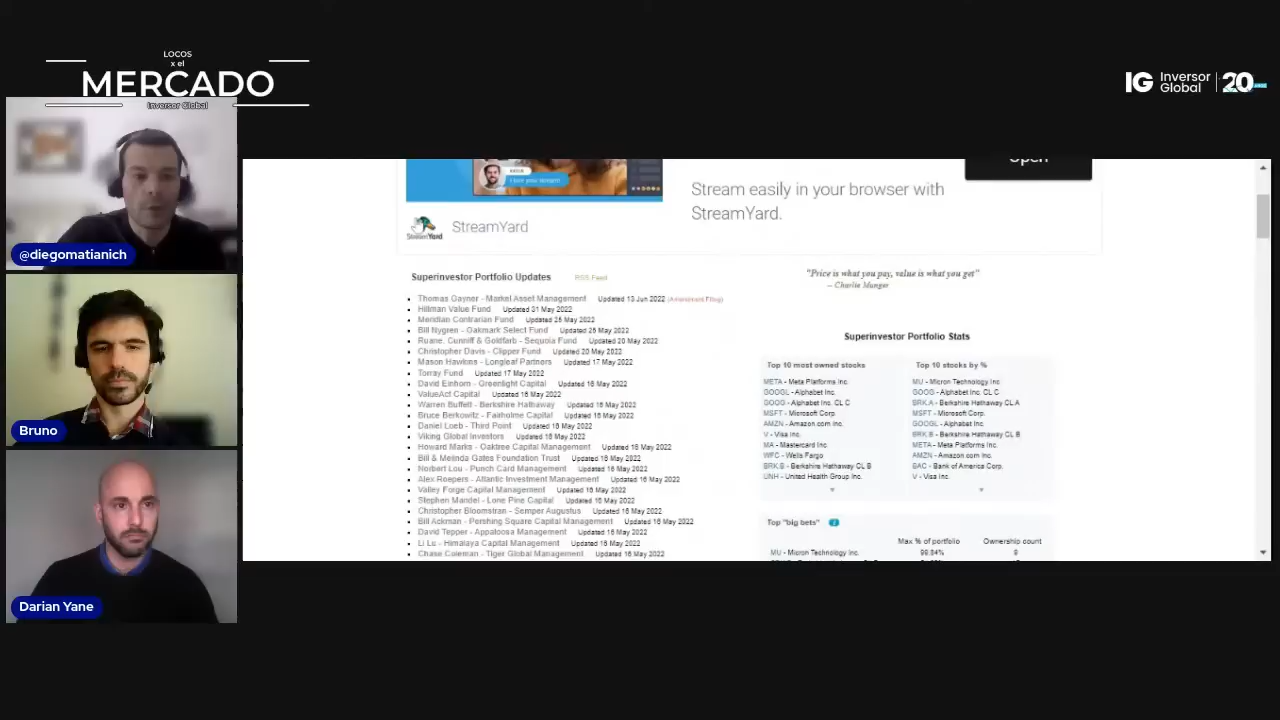 LOCOS
x el
MERCADO
Inversor Global
IG Inversor Global 20
@diegomatianich
Bruno
Darian Yane
Open
Stream easily in your browser with
StreamYard.
StreamYard
StreamYard
Superinvestor Portfolio Updates RSS Feed
Thomas Gayner - Markel Asset Management Updated 13 Jun 2022 (Amendment Filing)
Hillman Value Fund Updated 31 May 2022
Meridian Contrarian Fund Updated 25 May 2022
Bill Nygren - Oakmark Select Fund Updated 25 May 2022
Ruane, Cunniff & Goldfarb - Sequoia Fund Updated 20 May 2022
Christopher Davis - Clipper Fund Updated 20 May 2022
Mason Hawkins - Longleaf Partners Updated 17 May 2022
Torray Fund Updated 17 May 2022
David Einhorn - Greenlight Capital Updated 16 May 2022
ValueAct Capital Updated 16 May 2022
Warren Buffett - Berkshire Hathaway Updated 16 May 2022
Bruce Berkowitz - Fairholme Capital Updated 16 May 2022
Daniel Loeb - Third Point Updated 16 May 2022
Viking Global Investors Updated 16 May 2022
Howard Marks - Oaktree Capital Management Updated 16 May 2022
Bill & Melinda Gates Foundation Trust Updated 16 May 2022
Norbert Lou - Punch Card Management Updated 16 May 2022
Alex Roepers - Atlantic Investment Management Updated 16 May 2022
Valley Forge Capital Management Updated 16 May 2022
Stephen Mandel - Lone Pine Capital Updated 16 May 2022
Christopher Bloomstran - Semper Augustus Updated 16 May 2022
Bill Ackman - Pershing Square Capital Management Updated 16 May 2022
David Tepper - Appaloosa Management Updated 16 May 2022
Li Lu - Himalaya Capital Management Updated 16 May 2022
Chase Coleman - Tiger Global Management Updated 16 May 2022
"Price is what you pay, value is what you get"
-- Charlie Munger
Superinvestor Portfolio Stats
Top 10 most owned stocks
META - Meta Platforms Inc.
GOOGL - Alphabet Inc.
GOOG - Alphabet Inc. CL C
MSFT - Microsoft Corp.
AMZN - Amazon.com Inc.
V - Visa Inc.
MA - Mastercard Inc.
WFC - Wells Fargo
BRK.B - Berkshire Hathaway CL B
UNH - United Health Group Inc.
Top 10 stocks by %
MU - Micron Technology Inc.
GOOG - Alphabet Inc. CL C
BRK.A - Berkshire Hathaway CL A
MSFT - Microsoft Corp.
GOOGL - Alphabet Inc.
BRK.B - Berkshire Hathaway CL B
META - Meta Platforms Inc.
AMZN - Amazon.com Inc.
BAC - Bank of America Corp.
V - Visa Inc.
Top "big bets"
Max % of portfolio Ownership count
MU - Micron Technology Inc. 98.84% 9